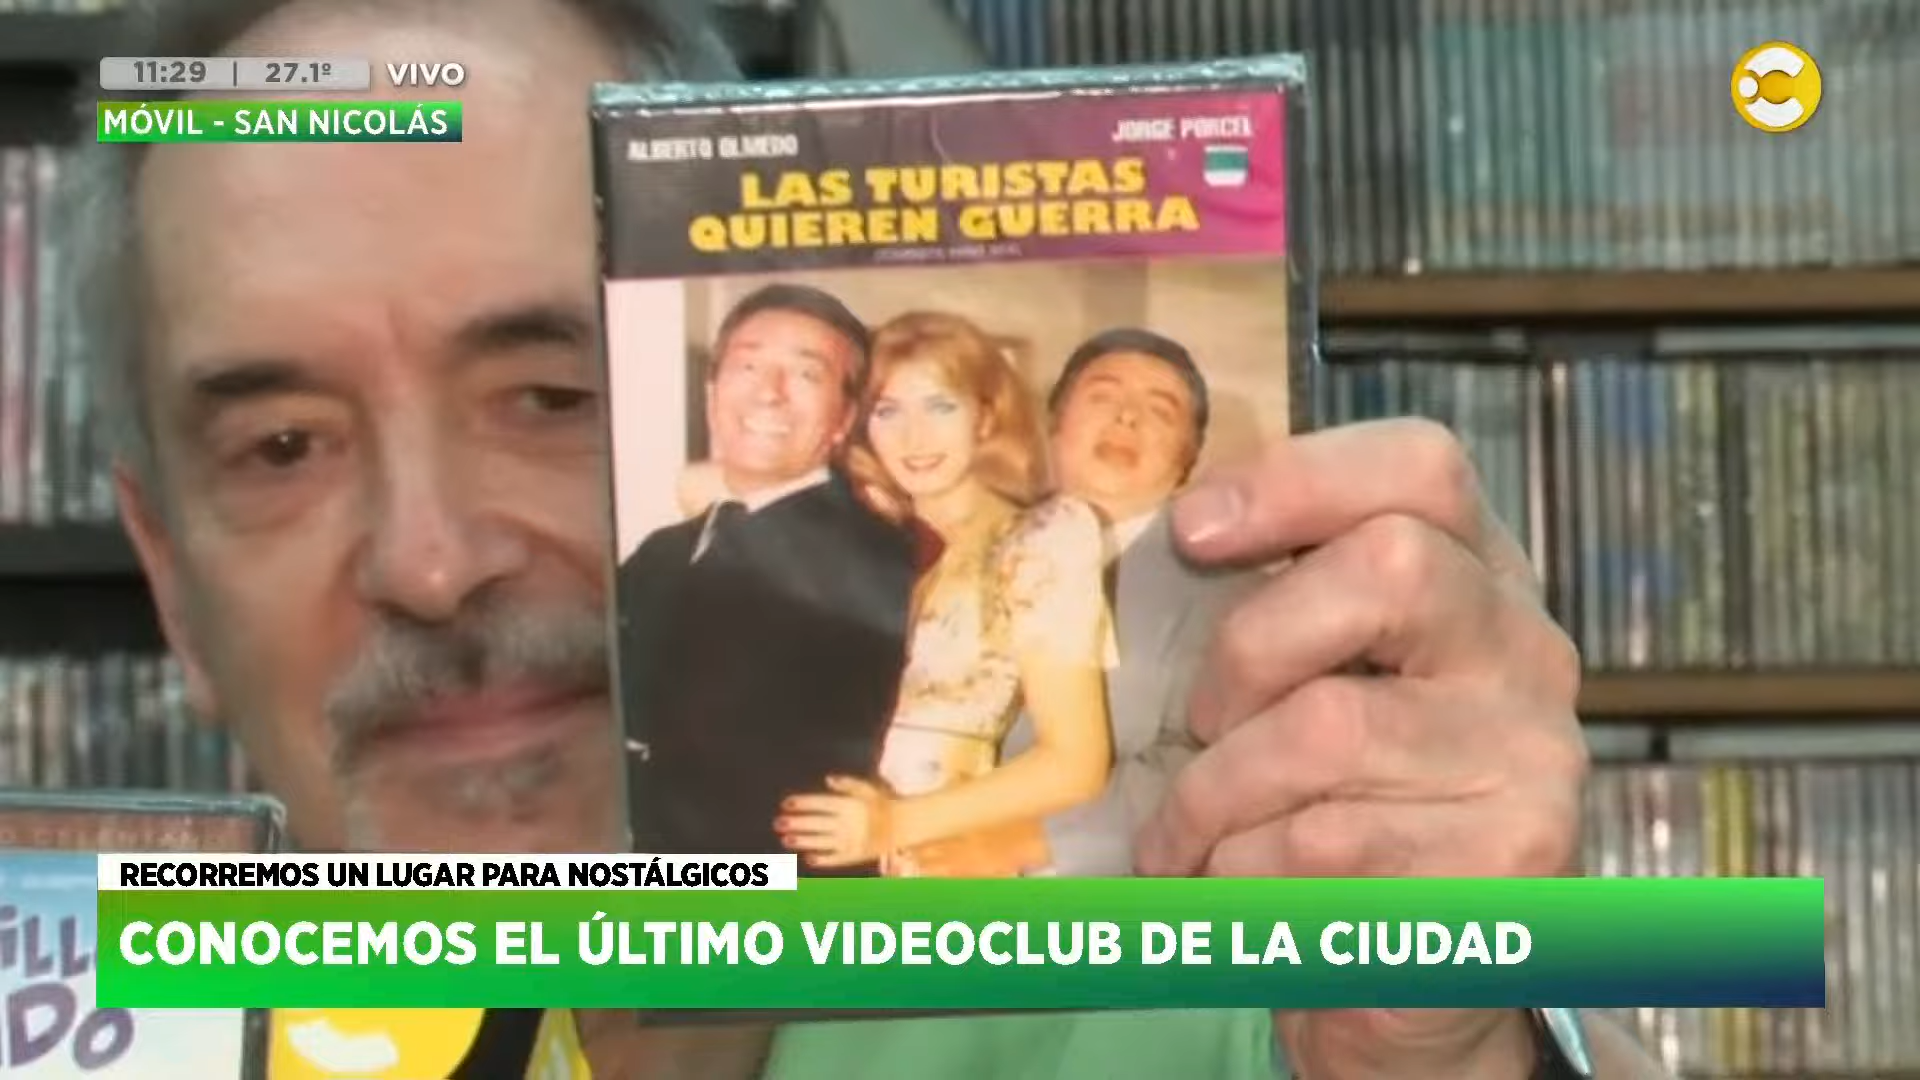 11:29 | 27.1º VIVO
MÓVIL - SAN NICOLÁS
ALBERTO OLMEDO
JORGE PORCEL
LAS TURISTAS
QUIEREN GUERRA
RECORREMOS UN LUGAR PARA NOSTÁLGICOS
CONOCEMOS EL ÚLTIMO VIDEOCLUB DE LA CIUDAD